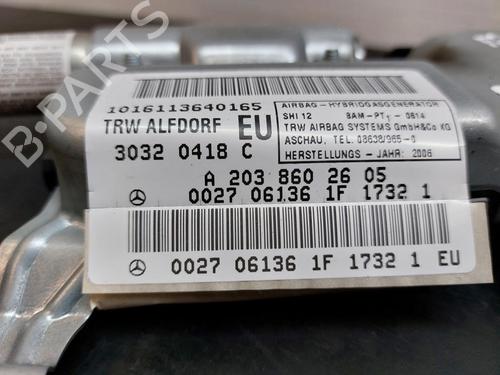 1016113640165
TRW ALFDORF EU
3032 0418 C
AIRBAG - HYBRIDGASGENERATOR
SHI 12 BAM-PT1-0814
TRW AIRBAG SYSTEMS GmbH&Co KG
ASCHAU, TEL. 08638/965-0
HERSTELLUNGS - JAHR: 2006
A 203 860 26 05
0027 06136 1F 1732 1
0027 06136 1F 1732 1 EU
B-PARTS